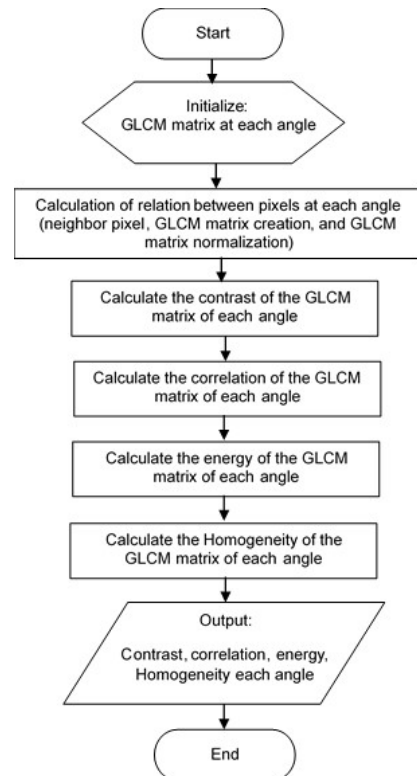 Start
Initialize:
GLCM matrix at each angle
Calculation of relation between pixels at each angle
(neighbor pixel, GLCM matrix creation, and GLCM
matrix normalization)
Calculate the contrast of the GLCM
matrix of each angle
Calculate the correlation of the GLCM
matrix of each angle
Calculate the energy of the GLCM
matrix of each angle
Calculate the Homogeneity of the
GLCM matrix of each angle
Output:
Contrast, correlation, energy,
Homogeneity each angle
End